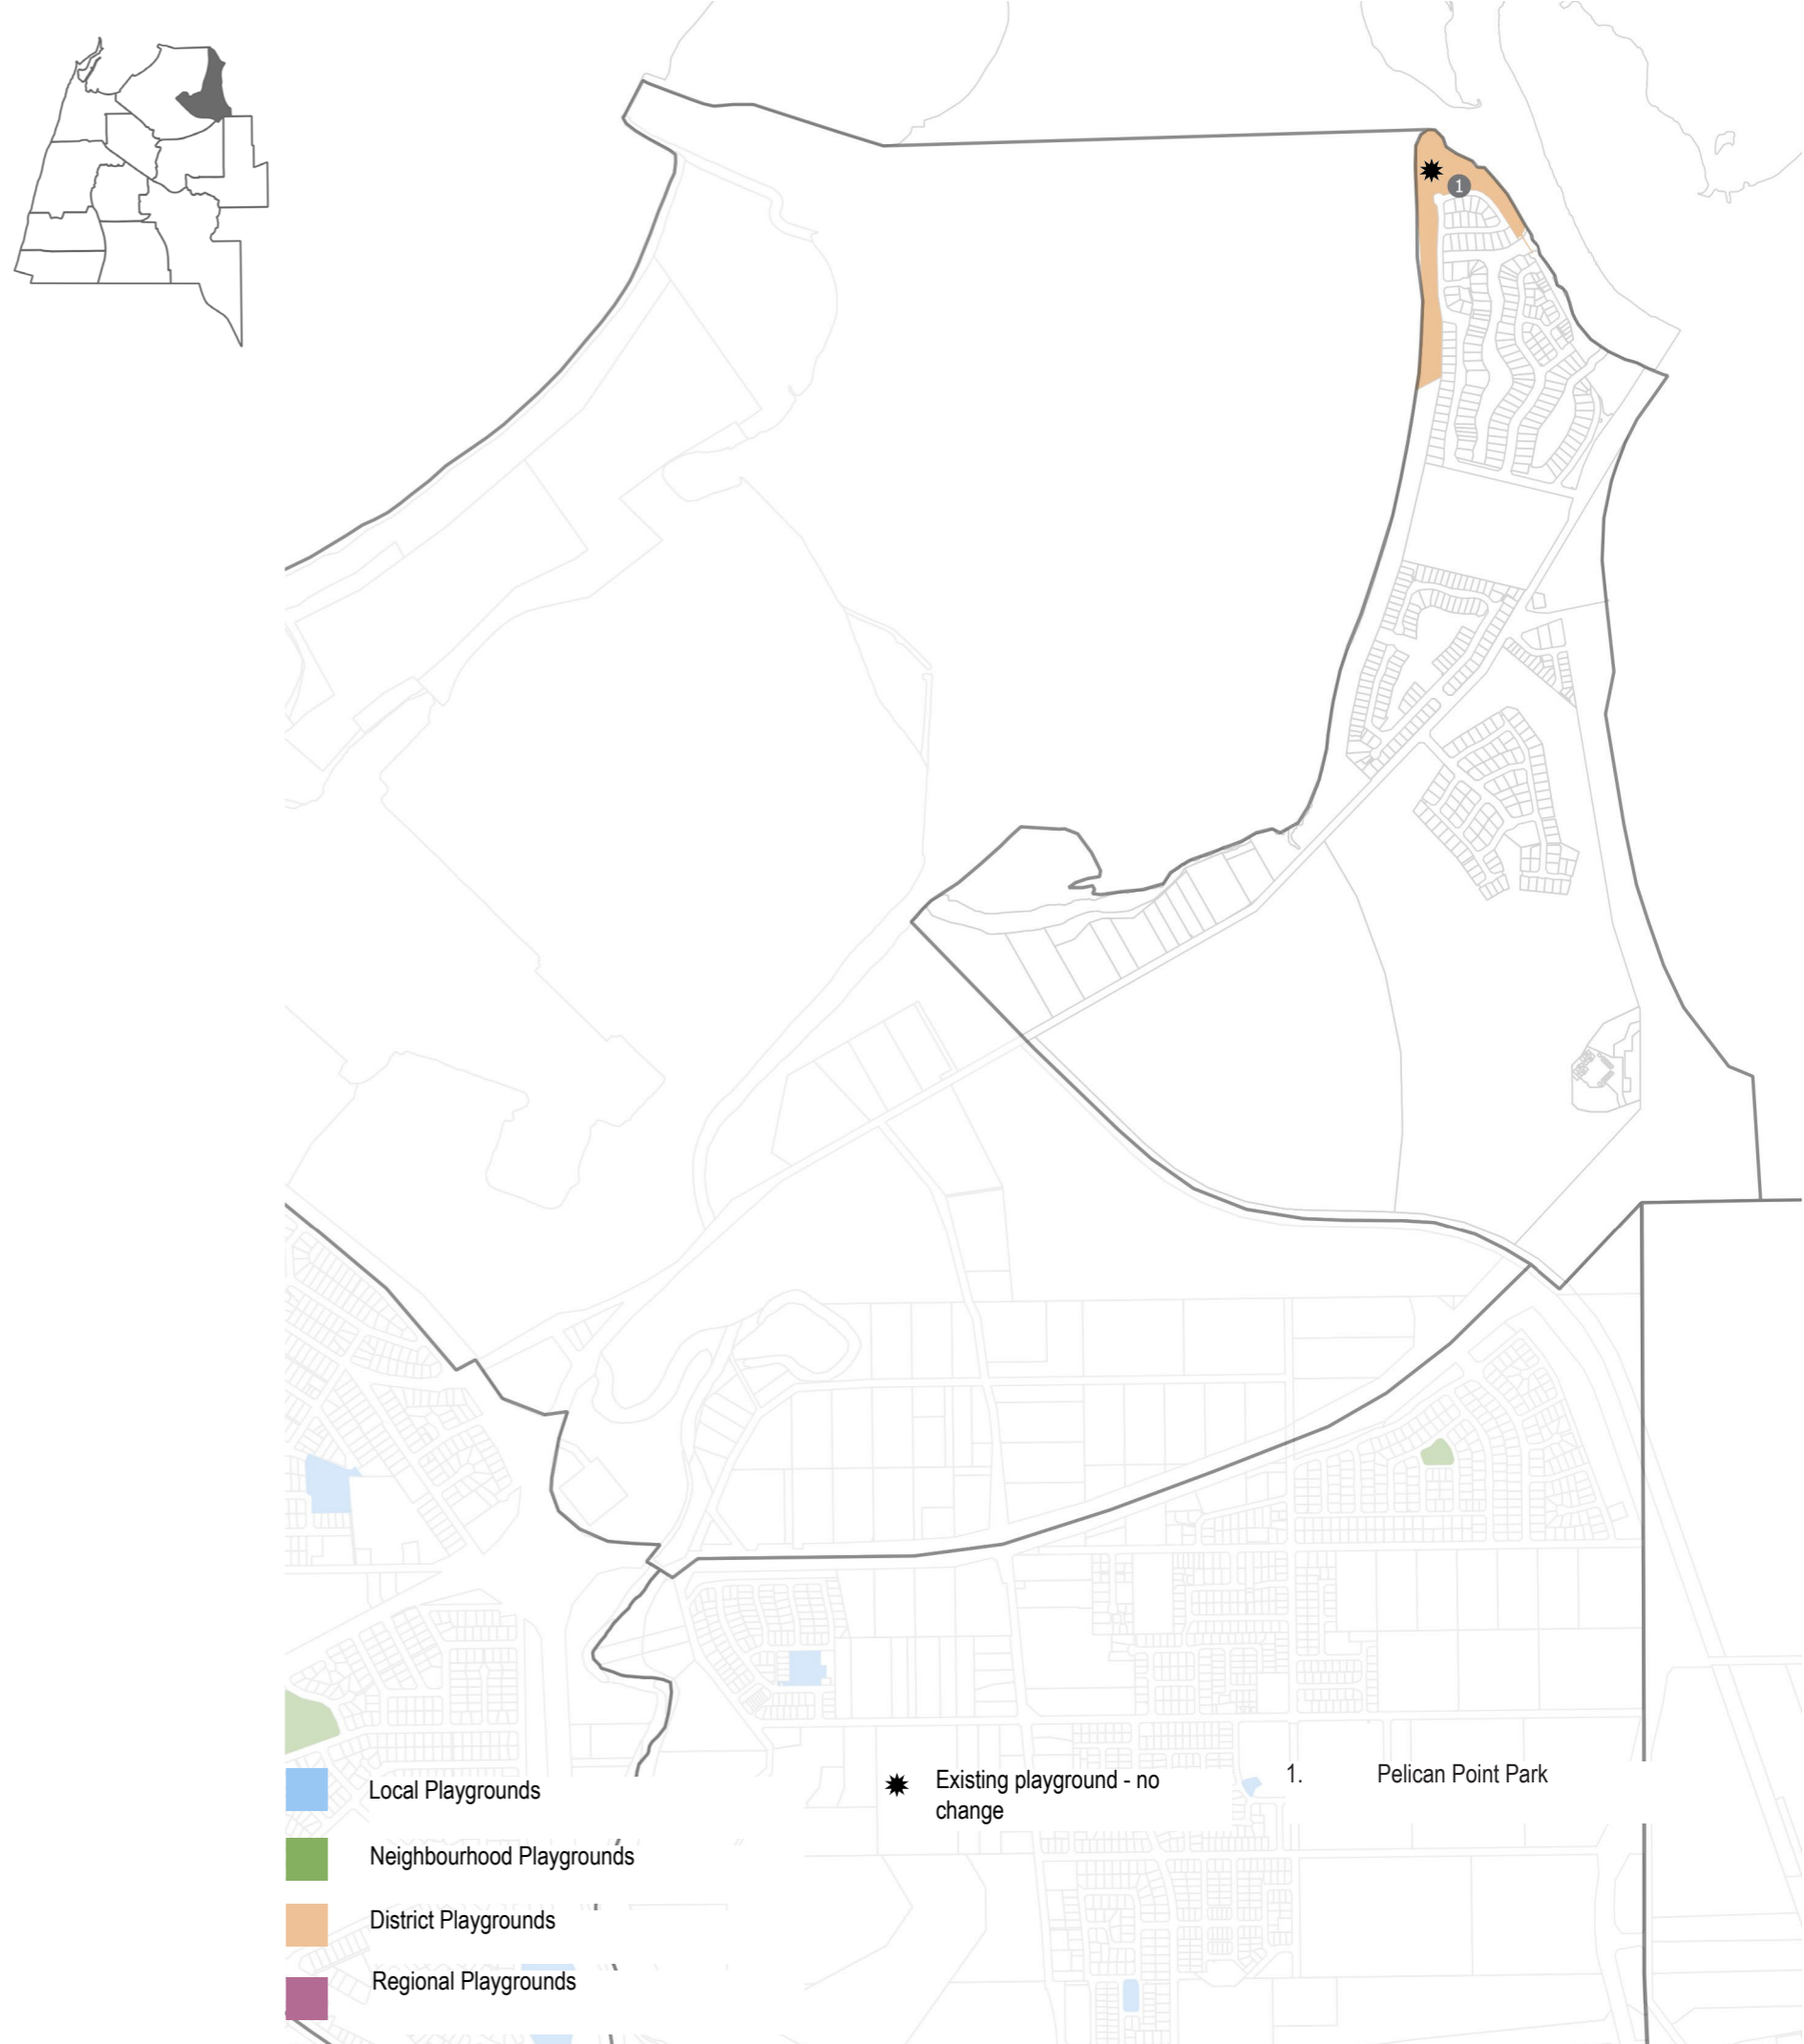 1
Local Playgrounds
Neighbourhood Playgrounds
District Playgrounds
Regional Playgrounds
Existing playground - no
change
1. Pelican Point Park